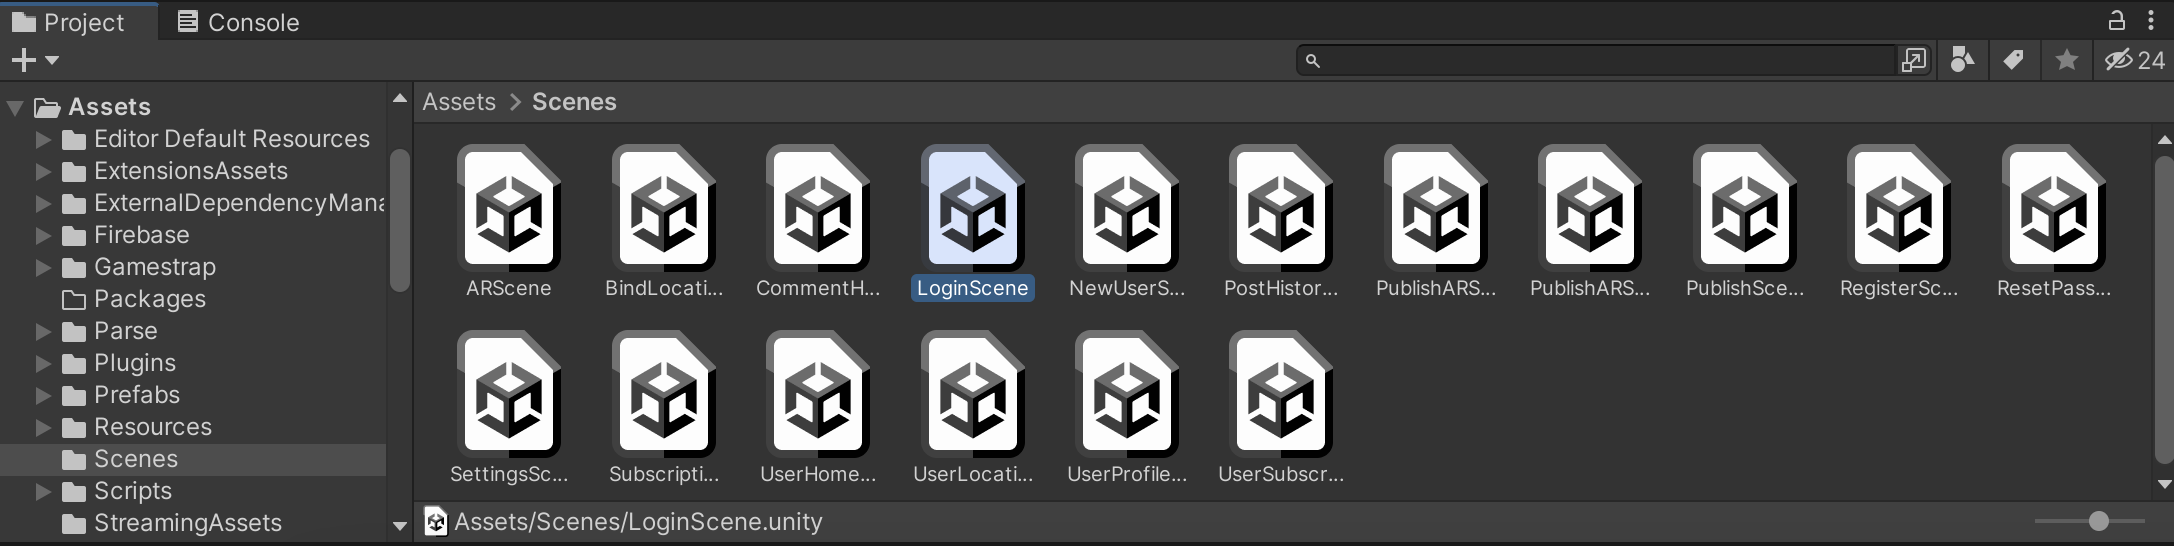 Project
Console
24
Assets
Editor Default Resources
ExtensionsAssets
ExternalDependencyMana
Firebase
Gamestrap
Packages
Parse
Plugins
Prefabs
Resources
Scenes
Scripts
StreamingAssets
Assets > Scenes
ARScene BindLocati... CommentH... LoginScene NewUserS... PostHistor... PublishARS... PublishARS... PublishSce... RegisterSc... ResetPass...
SettingsSc... Subscripti... UserHome... UserLocati... UserProfile... UserSubscr...
Assets/Scenes/LoginScene.unity